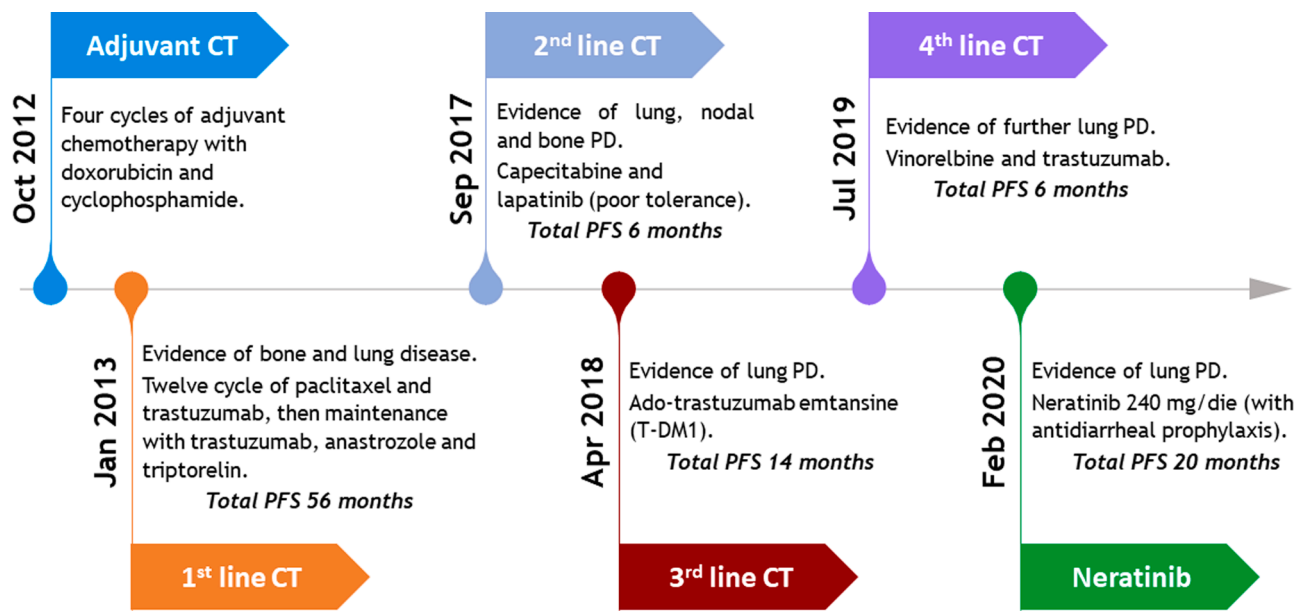 Adjuvant CT
Oct 2012
Four cycles of adjuvant
chemotherapy with
doxorubicin and
cyclophosphamide.
Jan 2013
Evidence of bone and lung disease.
Twelve cycle of paclitaxel and
trastuzumab, then maintenance
with trastuzumab, anastrozole and
triptorelin.
Total PFS 56 months
1st line CT
2nd line CT
Sep 2017
Evidence of lung, nodal
and bone PD.
Capecitabine and
lapatinib (poor tolerance).
Total PFS 6 months
Apr 2018
Evidence of lung PD.
Ado-trastuzumab emtansine
(T-DM1).
Total PFS 14 months
3rd line CT
4th line CT
Jul 2019
Evidence of further lung PD.
Vinorelbine and trastuzumab.
Total PFS 6 months
Feb 2020
Evidence of lung PD.
Neratinib 240 mg/die (with
antidiarrheal prophylaxis).
Total PFS 20 months
Neratinib